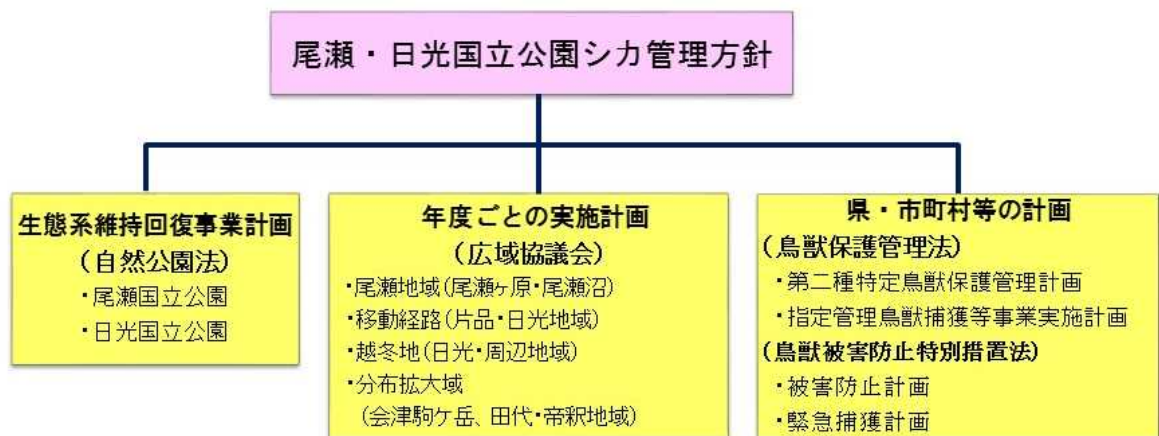 尾瀬・日光国立公園シカ管理方針
生態系維持回復事業計画
（自然公園法）
・尾瀬国立公園
・日光国立公園
年度ごとの実施計画
（広域協議会）
・尾瀬地域（尾瀬ヶ原・尾瀬沼）
・移動経路（片品・日光地域）
・越冬地（日光・周辺地域）
・分布拡大域
（会津駒ケ岳、田代・帝釈地域）
県・市町村等の計画
（鳥獣保護管理法）
・第二種特定鳥獣保護管理計画
・指定管理鳥獣捕獲等事業実施計画
（鳥獣被害防止特別措置法）
・被害防止計画
・緊急捕獲計画